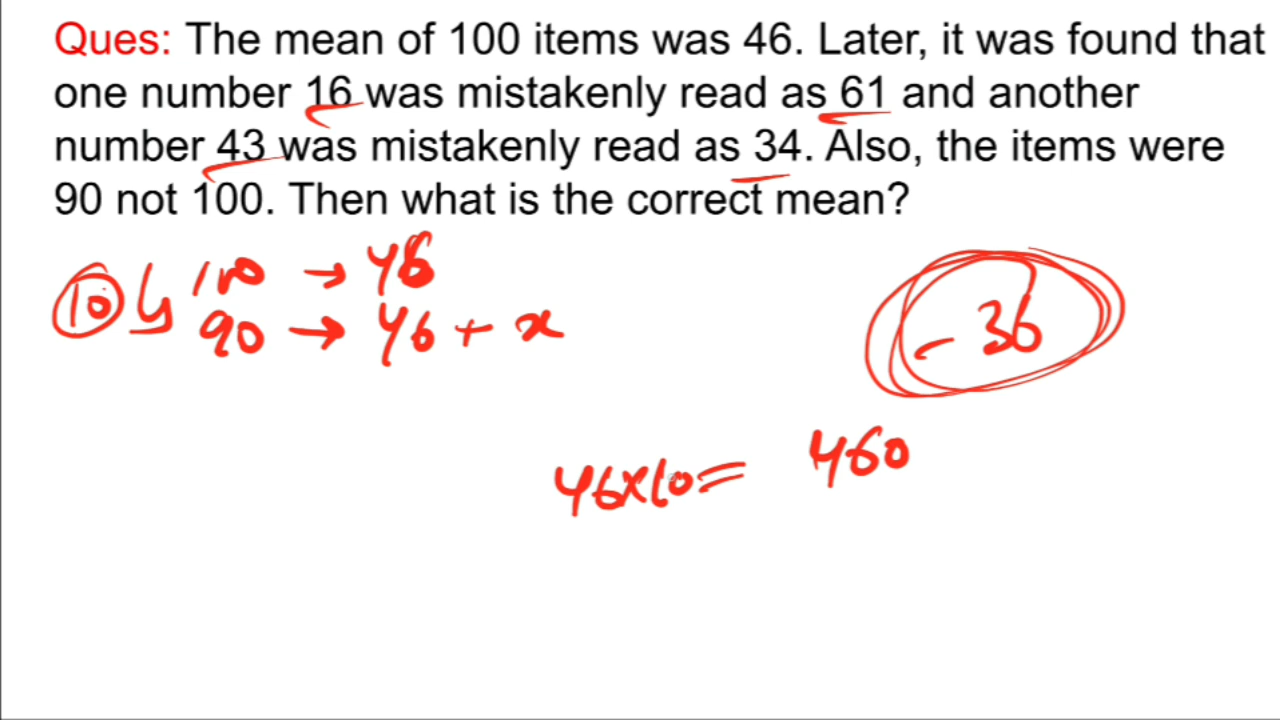 Ques: The mean of 100 items was 46. Later, it was found that
one number 16 was mistakenly read as 61 and another
number 43 was mistakenly read as 34. Also, the items were
90 not 100. Then what is the correct mean?
10 100 → 46
90 → 46 + x
- 36
46x10= 460